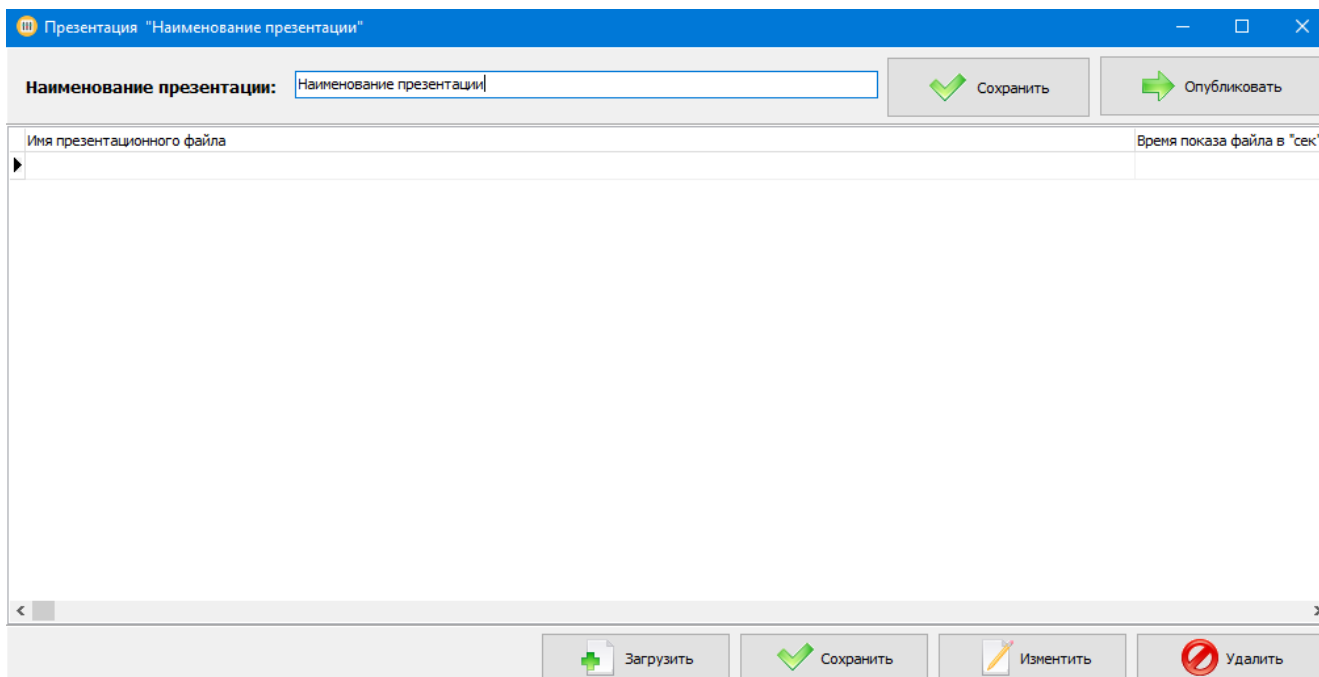 Презентация "Наименование презентации"
Наименование презентации: Наименование презентации Сохранить Опубликовать
Имя презентационного файла Время показа файла в "сек"
Загрузить Сохранить Изментить Удалить